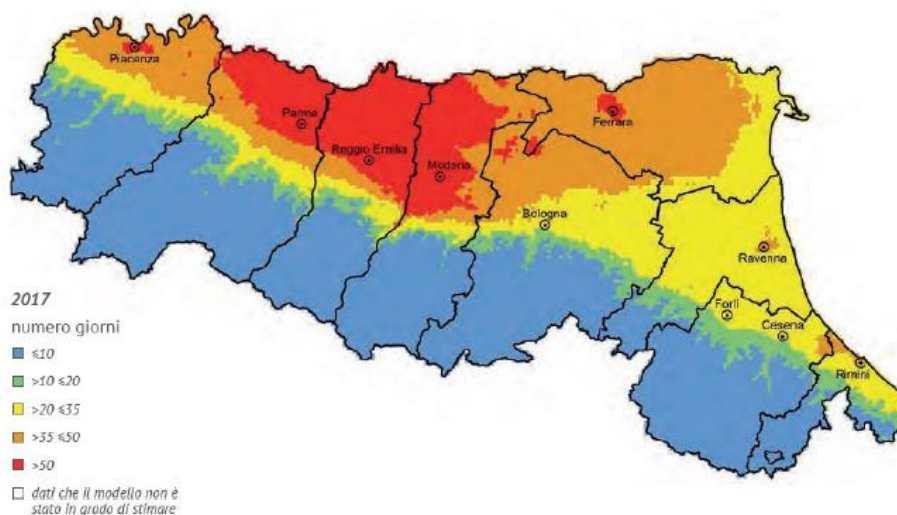 Piacenza
Parma
Reggio Emilia
Modena
Ferrara
Bologna
Ravenna
Forlì
Cesena
Rimini
2017
numero giorni
≤10
>10 ≤20
>20 ≤35
>35 ≤50
>50
dati che il modello non è
stato in grado di stimare